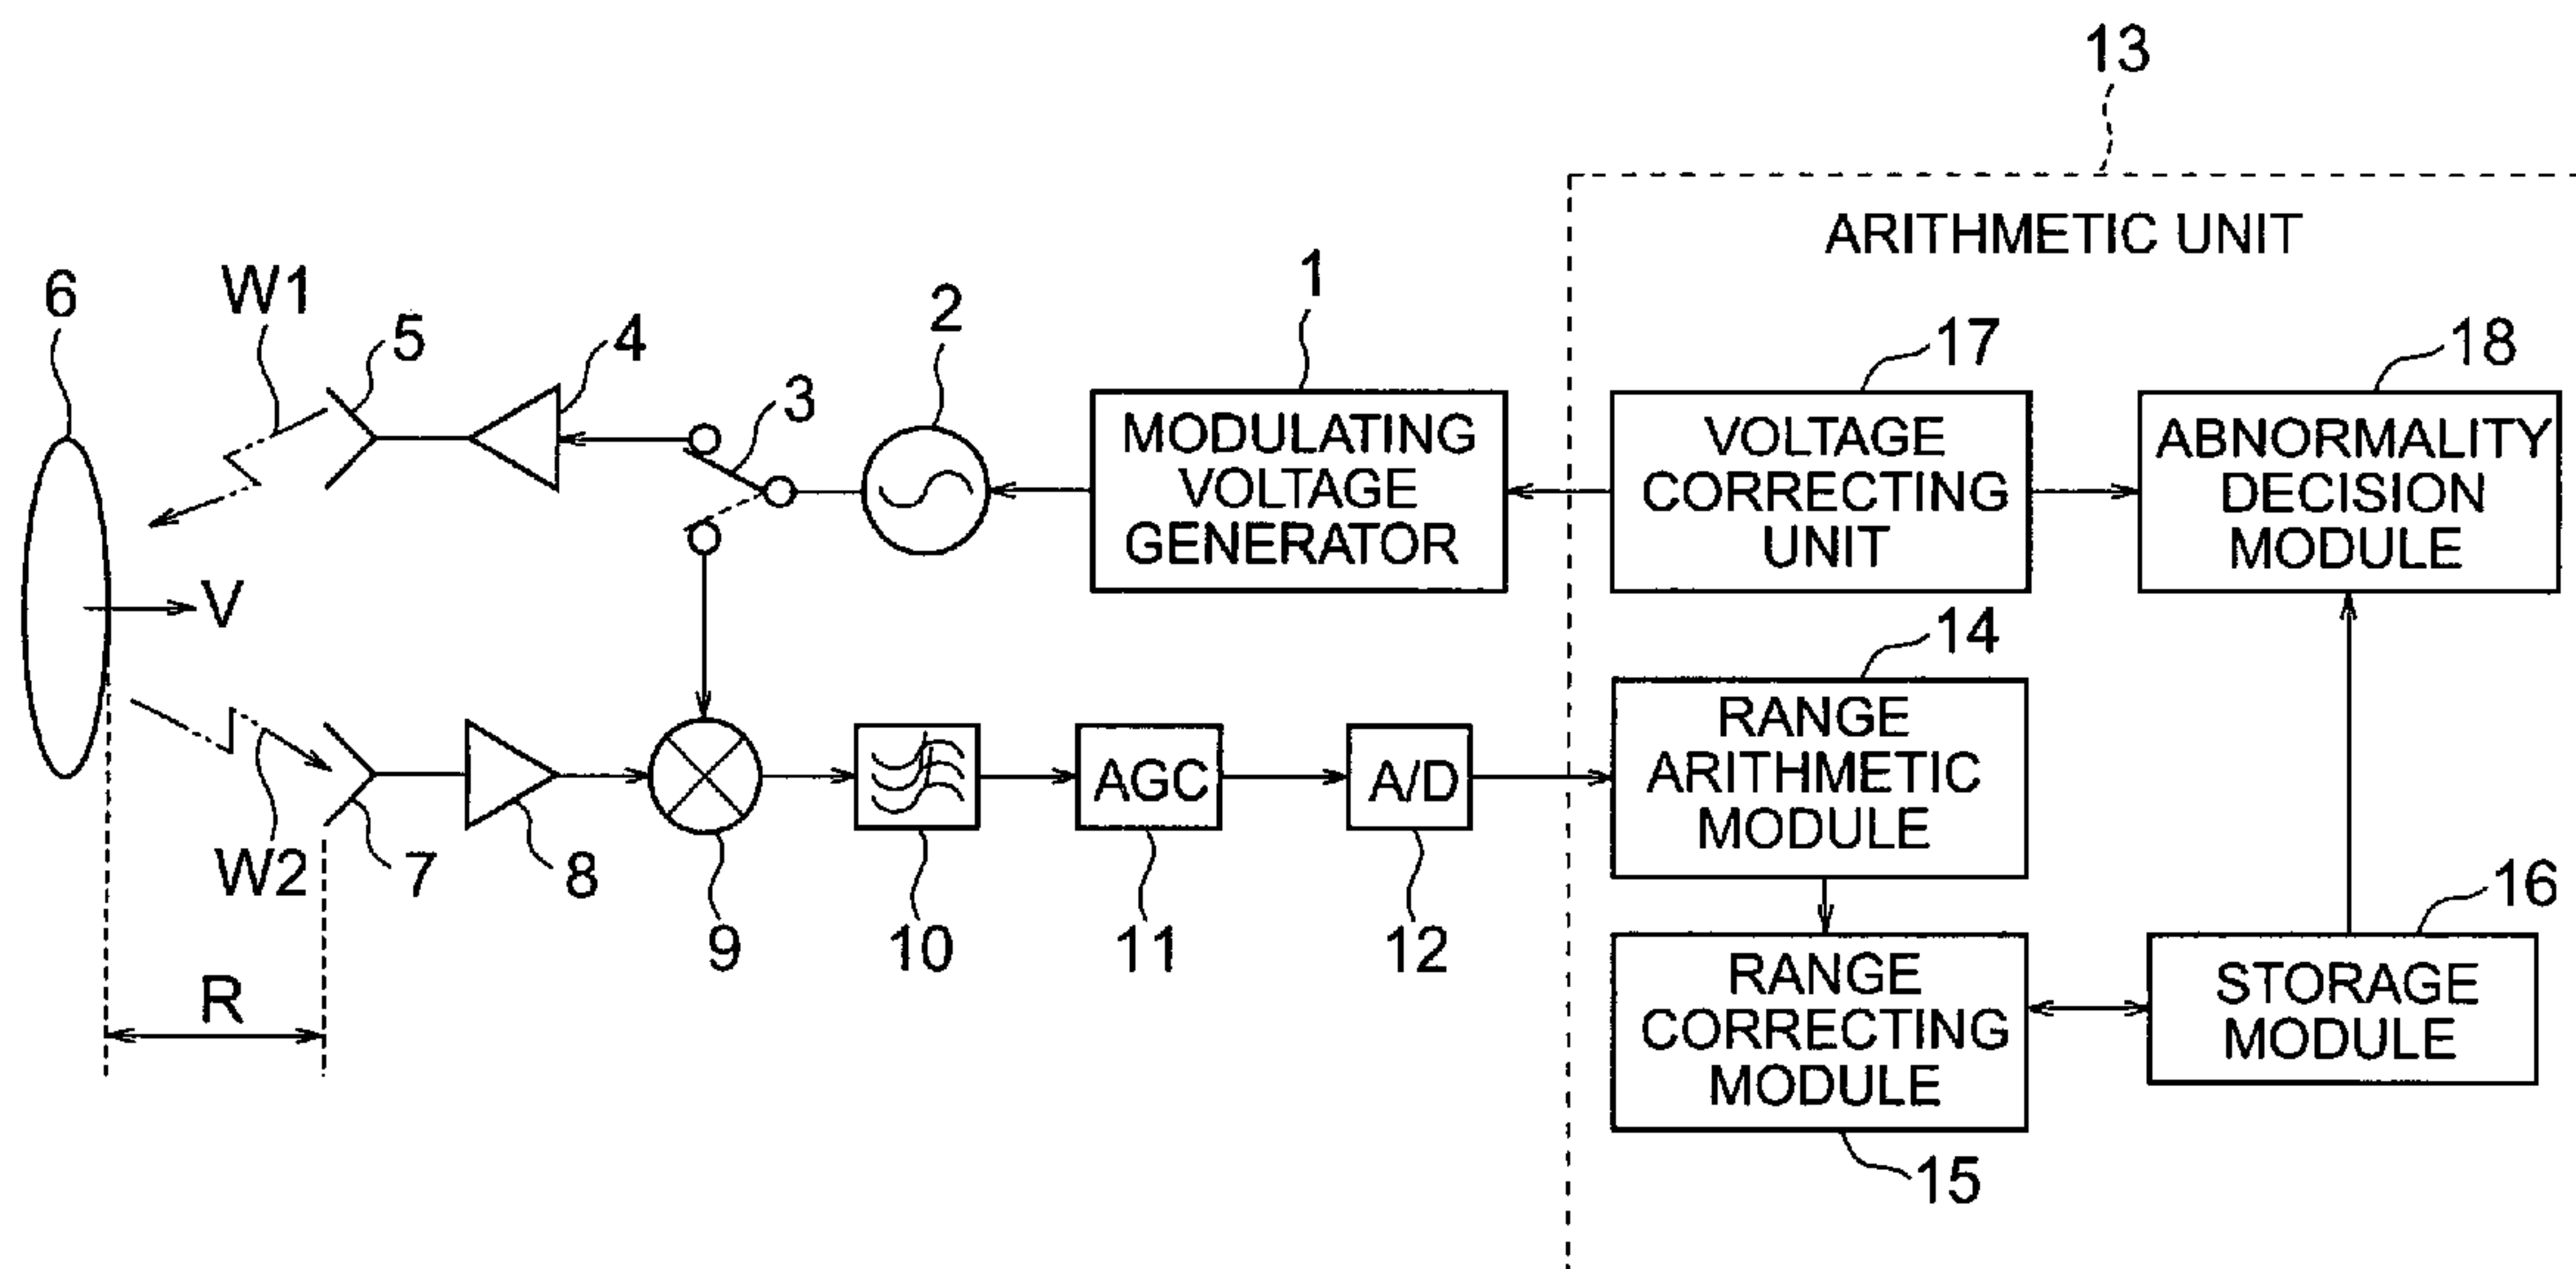 13
ARITHMETIC UNIT
6
W1
5
4
3
2
1
17
18
MODULATING
VOLTAGE
GENERATOR
VOLTAGE
CORRECTING
UNIT
ABNORMALITY
DECISION
MODULE
V
14
RANGE
ARITHMETIC
MODULE
AGC
A/D
W2
7
8
9
10
11
12
16
R
RANGE
CORRECTING
MODULE
STORAGE
MODULE
15